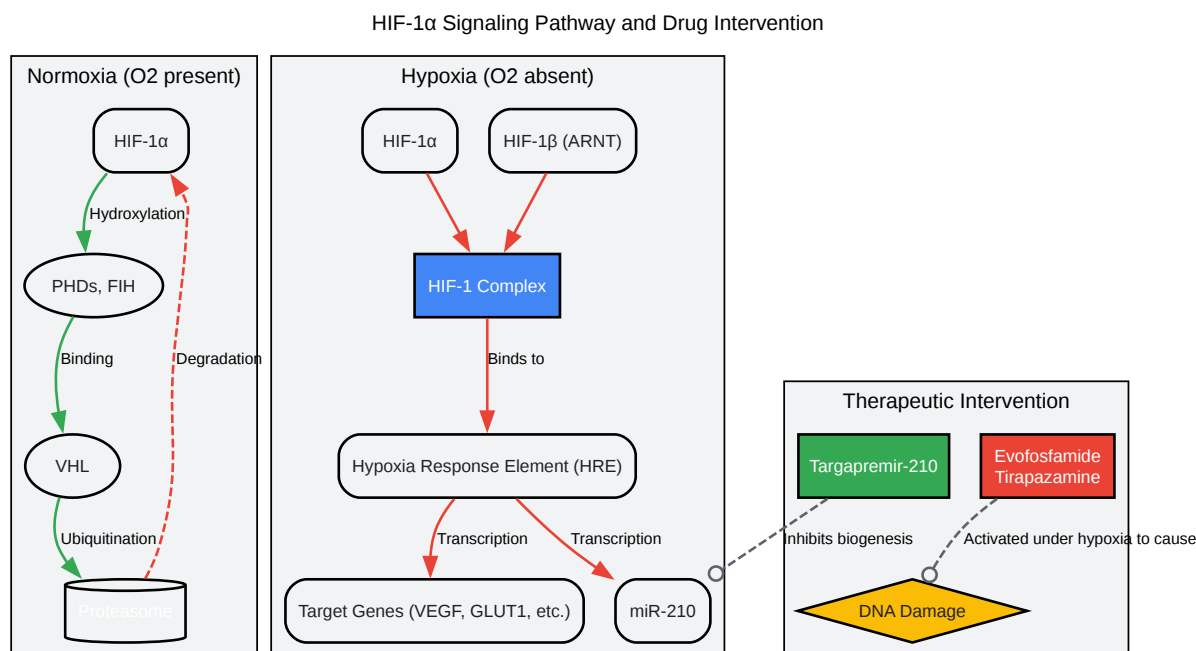 HIF-1α Signaling Pathway and Drug Intervention
Normoxia (O2 present)
HIF-1α
Hydroxylation
PHDs, FIH
Binding
Degradation
VHL
Ubiquitination
Proteasome
Hypoxia (O2 absent)
HIF-1α
HIF-1β (ARNT)
HIF-1 Complex
Binds to
Hypoxia Response Element (HRE)
Transcription
Transcription
Target Genes (VEGF, GLUT1, etc.)
miR-210
Therapeutic Intervention
Targapremir-210
Evofosfamide
Tirapazamine
Inhibits biogenesis
Activated under hypoxia to cause
DNA Damage